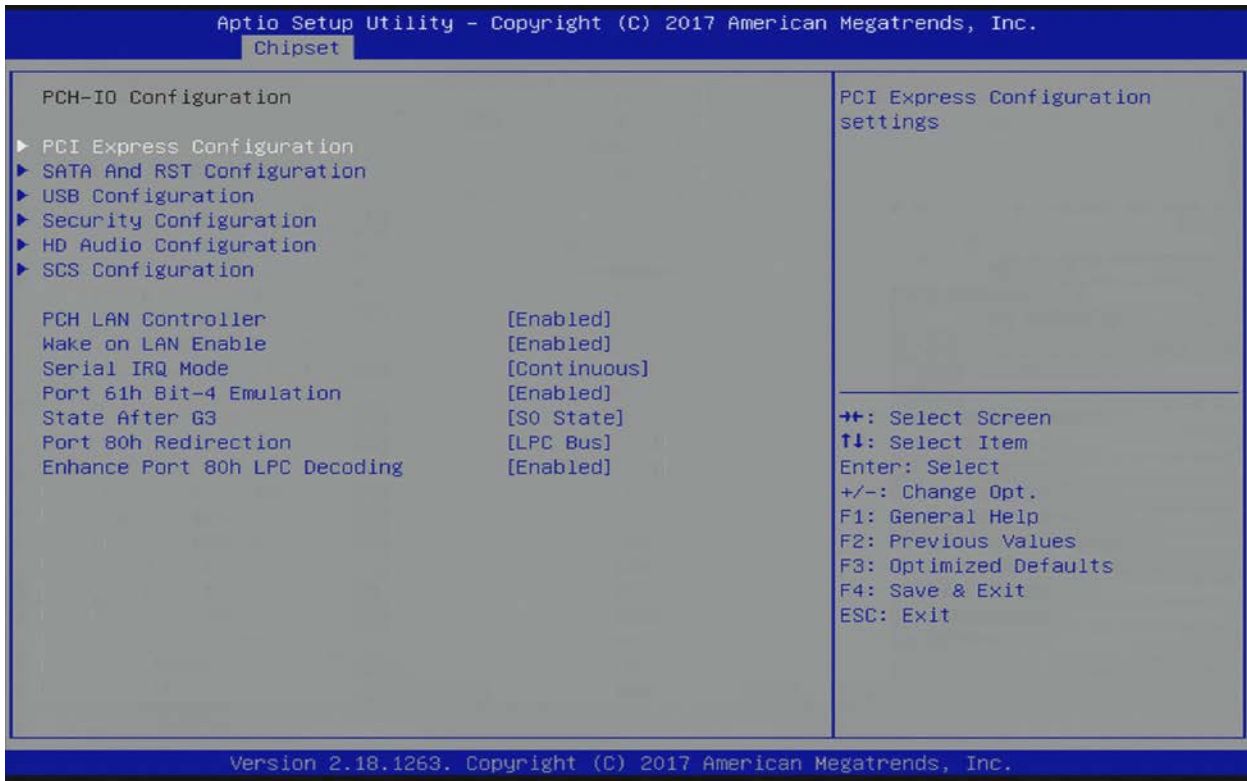 Aptio Setup Utility – Copyright (C) 2017 American Megatrends, Inc.
Chipset
PCH-IO Configuration
PCI Express Configuration
SATA And RST Configuration
USB Configuration
Security Configuration
HD Audio Configuration
SCS Configuration
PCH LAN Controller [Enabled]
Wake on LAN Enable [Enabled]
Serial IRQ Mode [Continuous]
Port 61h Bit-4 Emulation [Enabled]
State After G3 [S0 State]
Port 80h Redirection [LPC Bus]
Enhance Port 80h LPC Decoding [Enabled]
PCI Express Configuration
settings
→←: Select Screen
↑↓: Select Item
Enter: Select
+/-: Change Opt.
F1: General Help
F2: Previous Values
F3: Optimized Defaults
F4: Save & Exit
ESC: Exit
Version 2.18.1263. Copyright (C) 2017 American Megatrends, Inc.